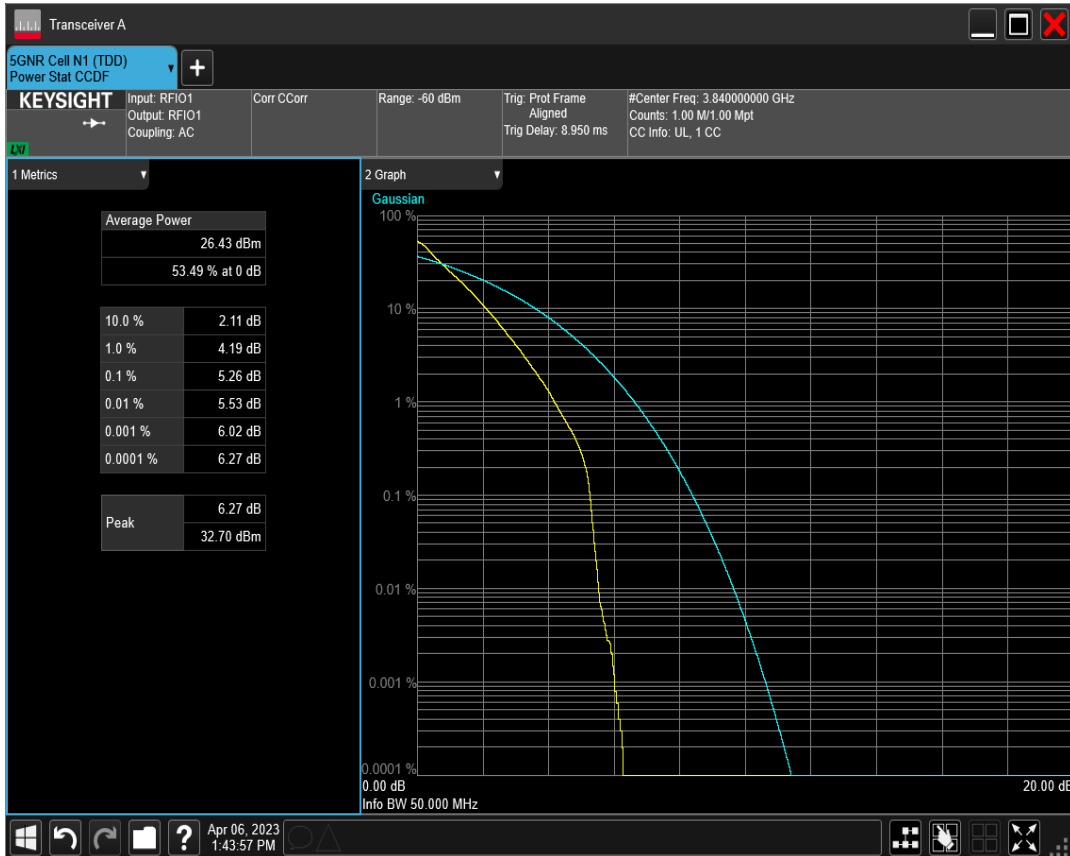 Transceiver A
5GNR Cell N1 (TDD)
Power Stat CCDF
+
KEYSIGHT
LXI
Input: RFIO1
Output: RFIO1
Coupling: AC
Corr CCorr
Range: -60 dBm
Trig: Prot Frame
Aligned
Trig Delay: 8.950 ms
#Center Freq: 3.840000000 GHz
Counts: 1.00 M/1.00 Mpt
CC Info: UL, 1 CC
1 Metrics
Average Power
26.43 dBm
53.49 % at 0 dB
10.0 % 2.11 dB
1.0 % 4.19 dB
0.1 % 5.26 dB
0.01 % 5.53 dB
0.001 % 6.02 dB
0.0001 % 6.27 dB
Peak 6.27 dB
32.70 dBm
2 Graph
Gaussian
100 %
10 %
1 %
0.1 %
0.01 %
0.001 %
0.0001 %
0.00 dB 20.00 dB
Info BW 50.000 MHz
?
Apr 06, 2023
1:43:57 PM